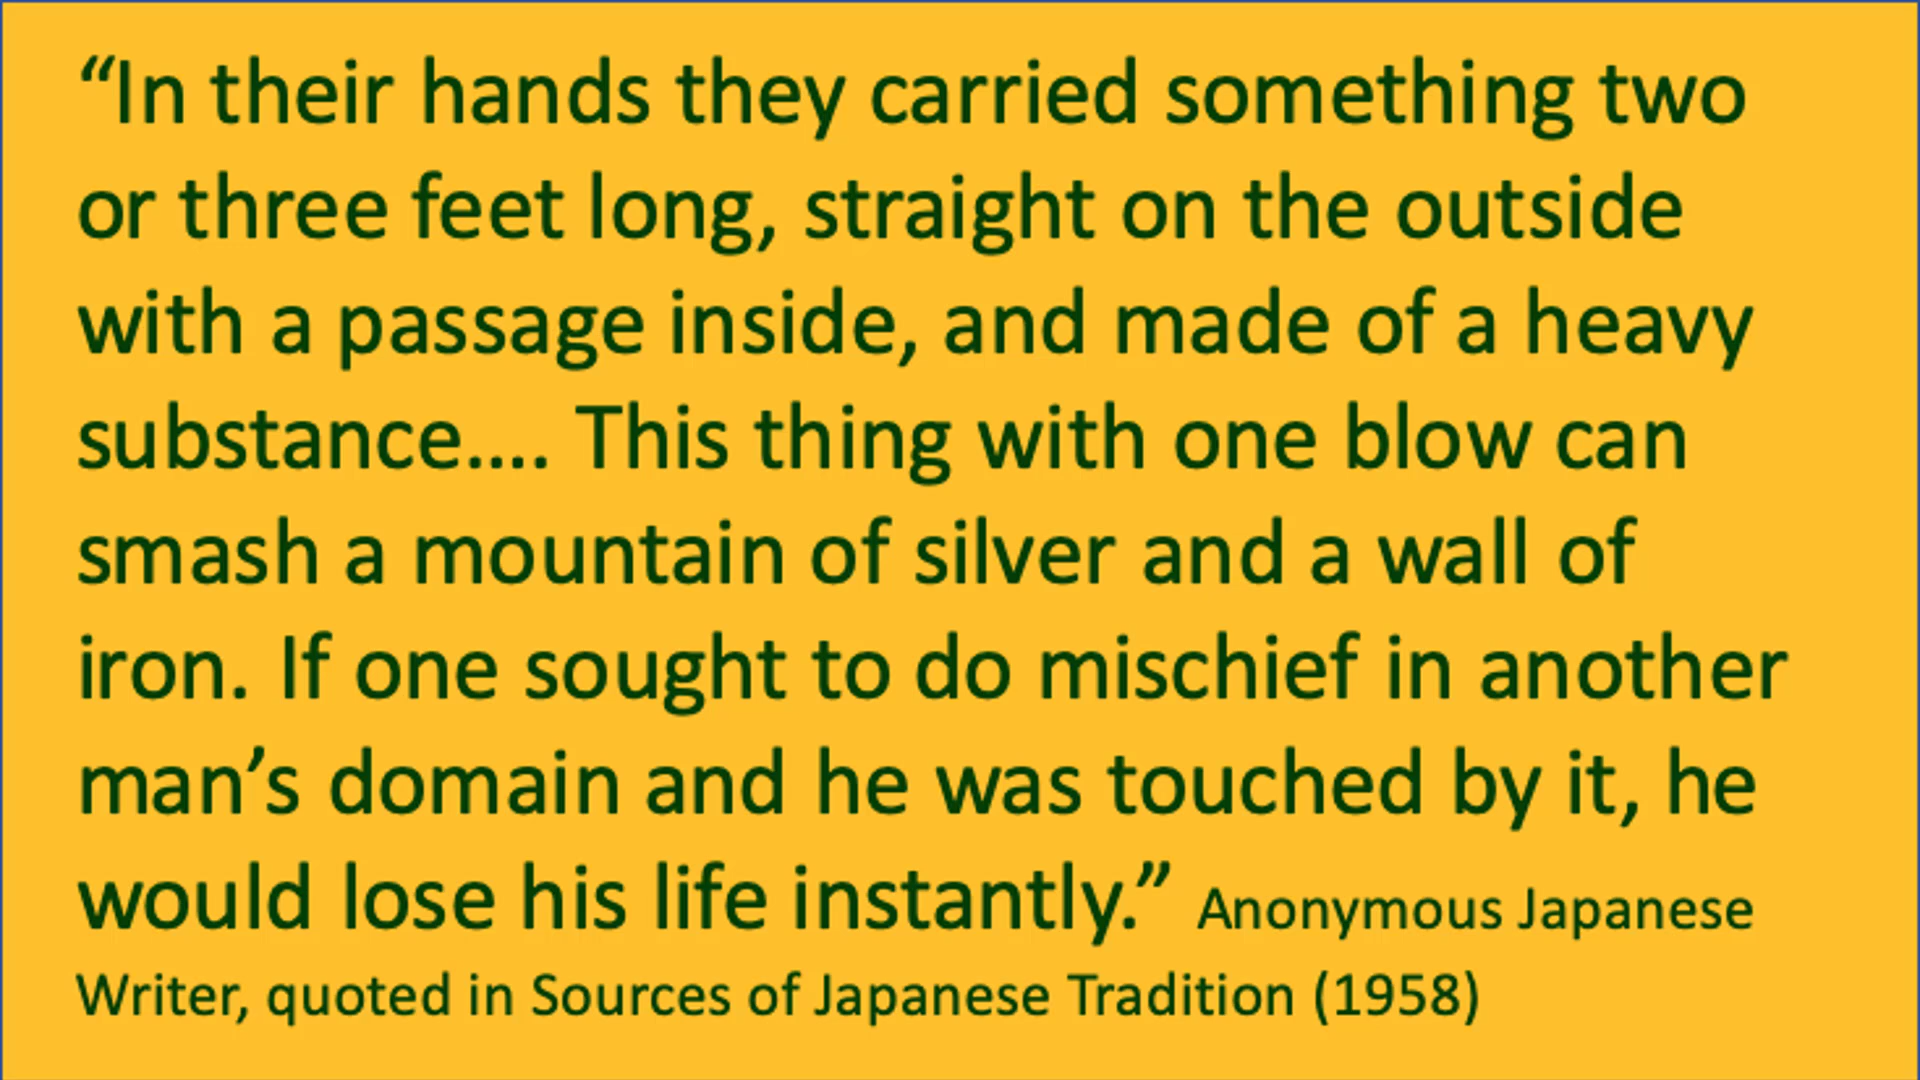 “In their hands they carried something two
or three feet long, straight on the outside
with a passage inside, and made of a heavy
substance…. This thing with one blow can
smash a mountain of silver and a wall of
iron. If one sought to do mischief in another
man’s domain and he was touched by it, he
would lose his life instantly.” Anonymous Japanese
Writer, quoted in Sources of Japanese Tradition (1958)